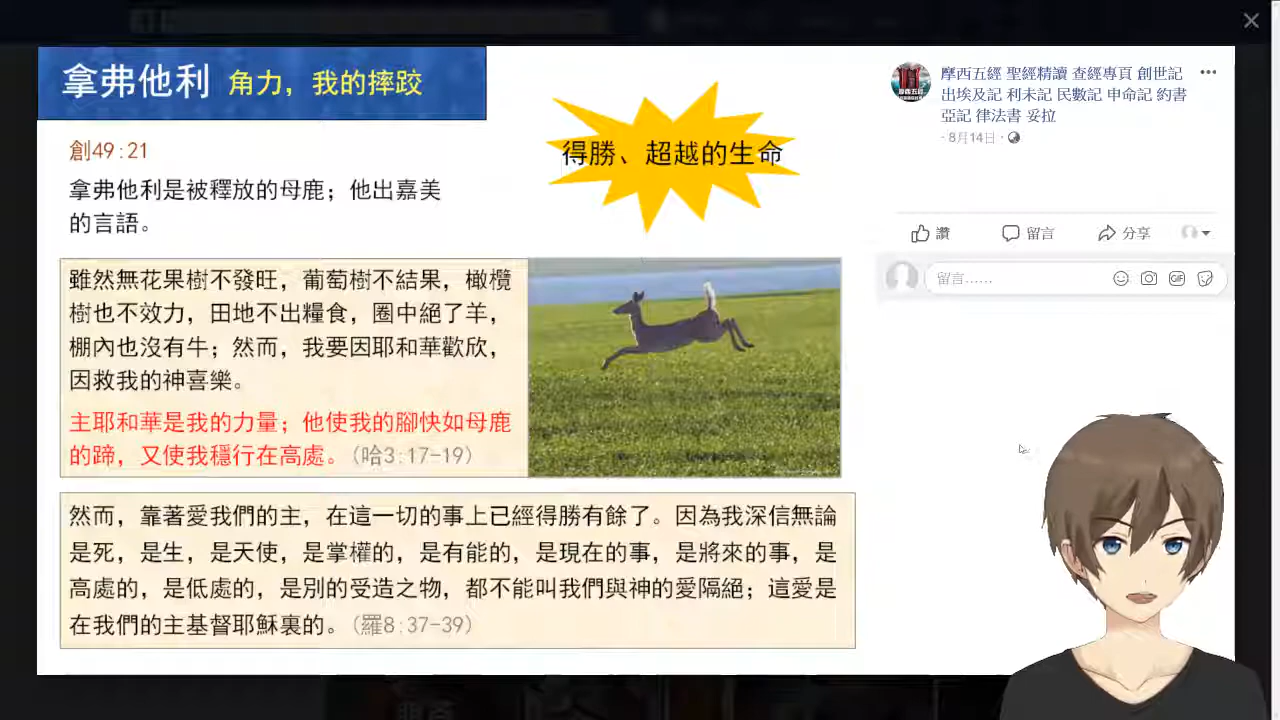 拿弗他利 角力，我的摔跤
創49:21
拿弗他利是被釋放的母鹿；他出嘉美
的言語。
得勝、超越的生命
雖然無花果樹不發旺，葡萄樹不結果，橄欖
樹也不效力，田地不出糧食，圈中絕了羊，
棚內也沒有牛；然而，我要因耶和華歡欣，
因救我的神喜樂。
主耶和華是我的力量；他使我的腳快如母鹿
的蹄，又使我穩行在高處。（哈3:17-19）
然而，靠著愛我們的主，在這一切的事上已經得勝有餘了。因為我深信無論
是死，是生，是天使，是掌權的，是有能的，是現在的事，是將來的事，是
高處的，是低處的，是別的受造之物，都不能叫我們與神的愛隔絕；這愛是
在我們的主基督耶穌裏的。（羅8:37-39）
摩西五經 聖經精讀 查經專頁 創世記
出埃及記 利未記 民數記 申命記 約書
亞記 律法書 妥拉
· 8月14日 ·
讚 留言 分享
留言……
GIF